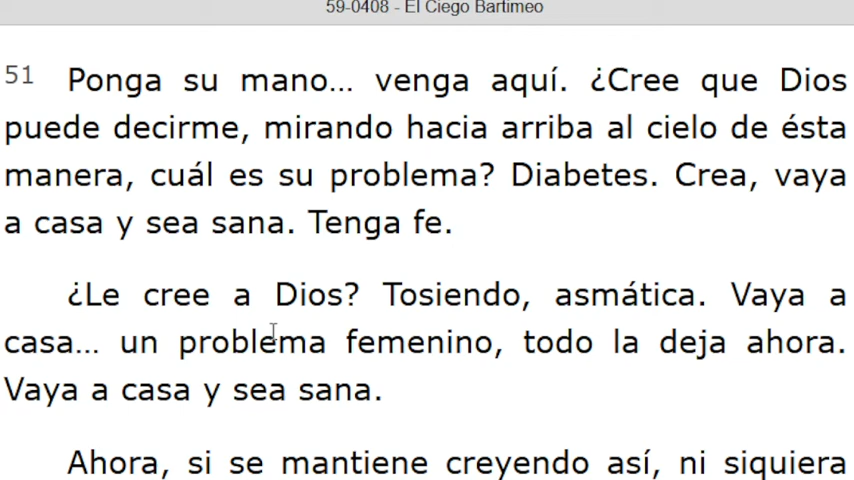 59-0408 - El Ciego Bartimeo
51 Ponga su mano... venga aquí. ¿Cree que Dios
puede decirme, mirando hacia arriba al cielo de ésta
manera, cuál es su problema? Diabetes. Crea, vaya
a casa y sea sana. Tenga fe.
¿Le cree a Dios? Tosiendo, asmática. Vaya a
casa... un problema femenino, todo la deja ahora.
Vaya a casa y sea sana.
Ahora, si se mantiene creyendo así, ni siquiera